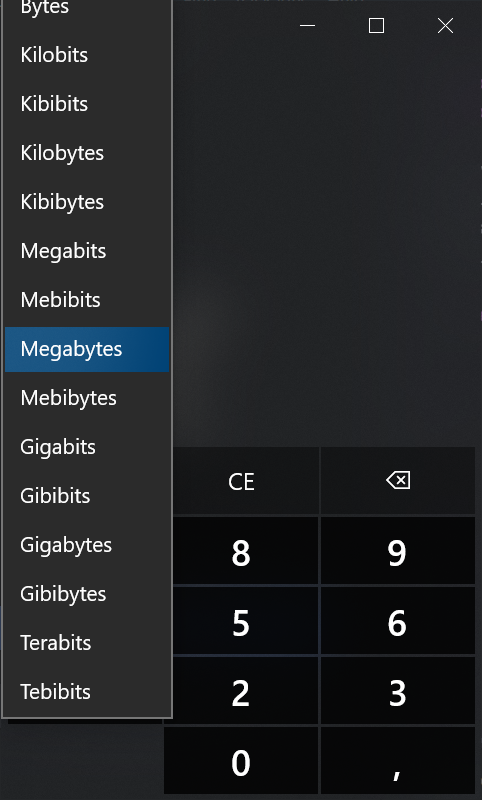 Bytes
Kilobits
Kibibits
Kilobytes
Kibibytes
Megabits
Mebibits
Megabytes
Mebibytes
Gigabits
Gibibits
Gigabytes
Gibibytes
Terabits
Tebibits
CE
8 9
5 6
2 3
0 ,